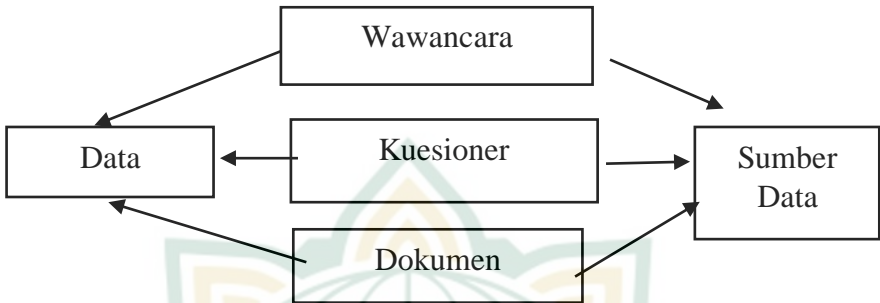 Wawancara
Data
Kuesioner
Sumber
Data
Dokumen